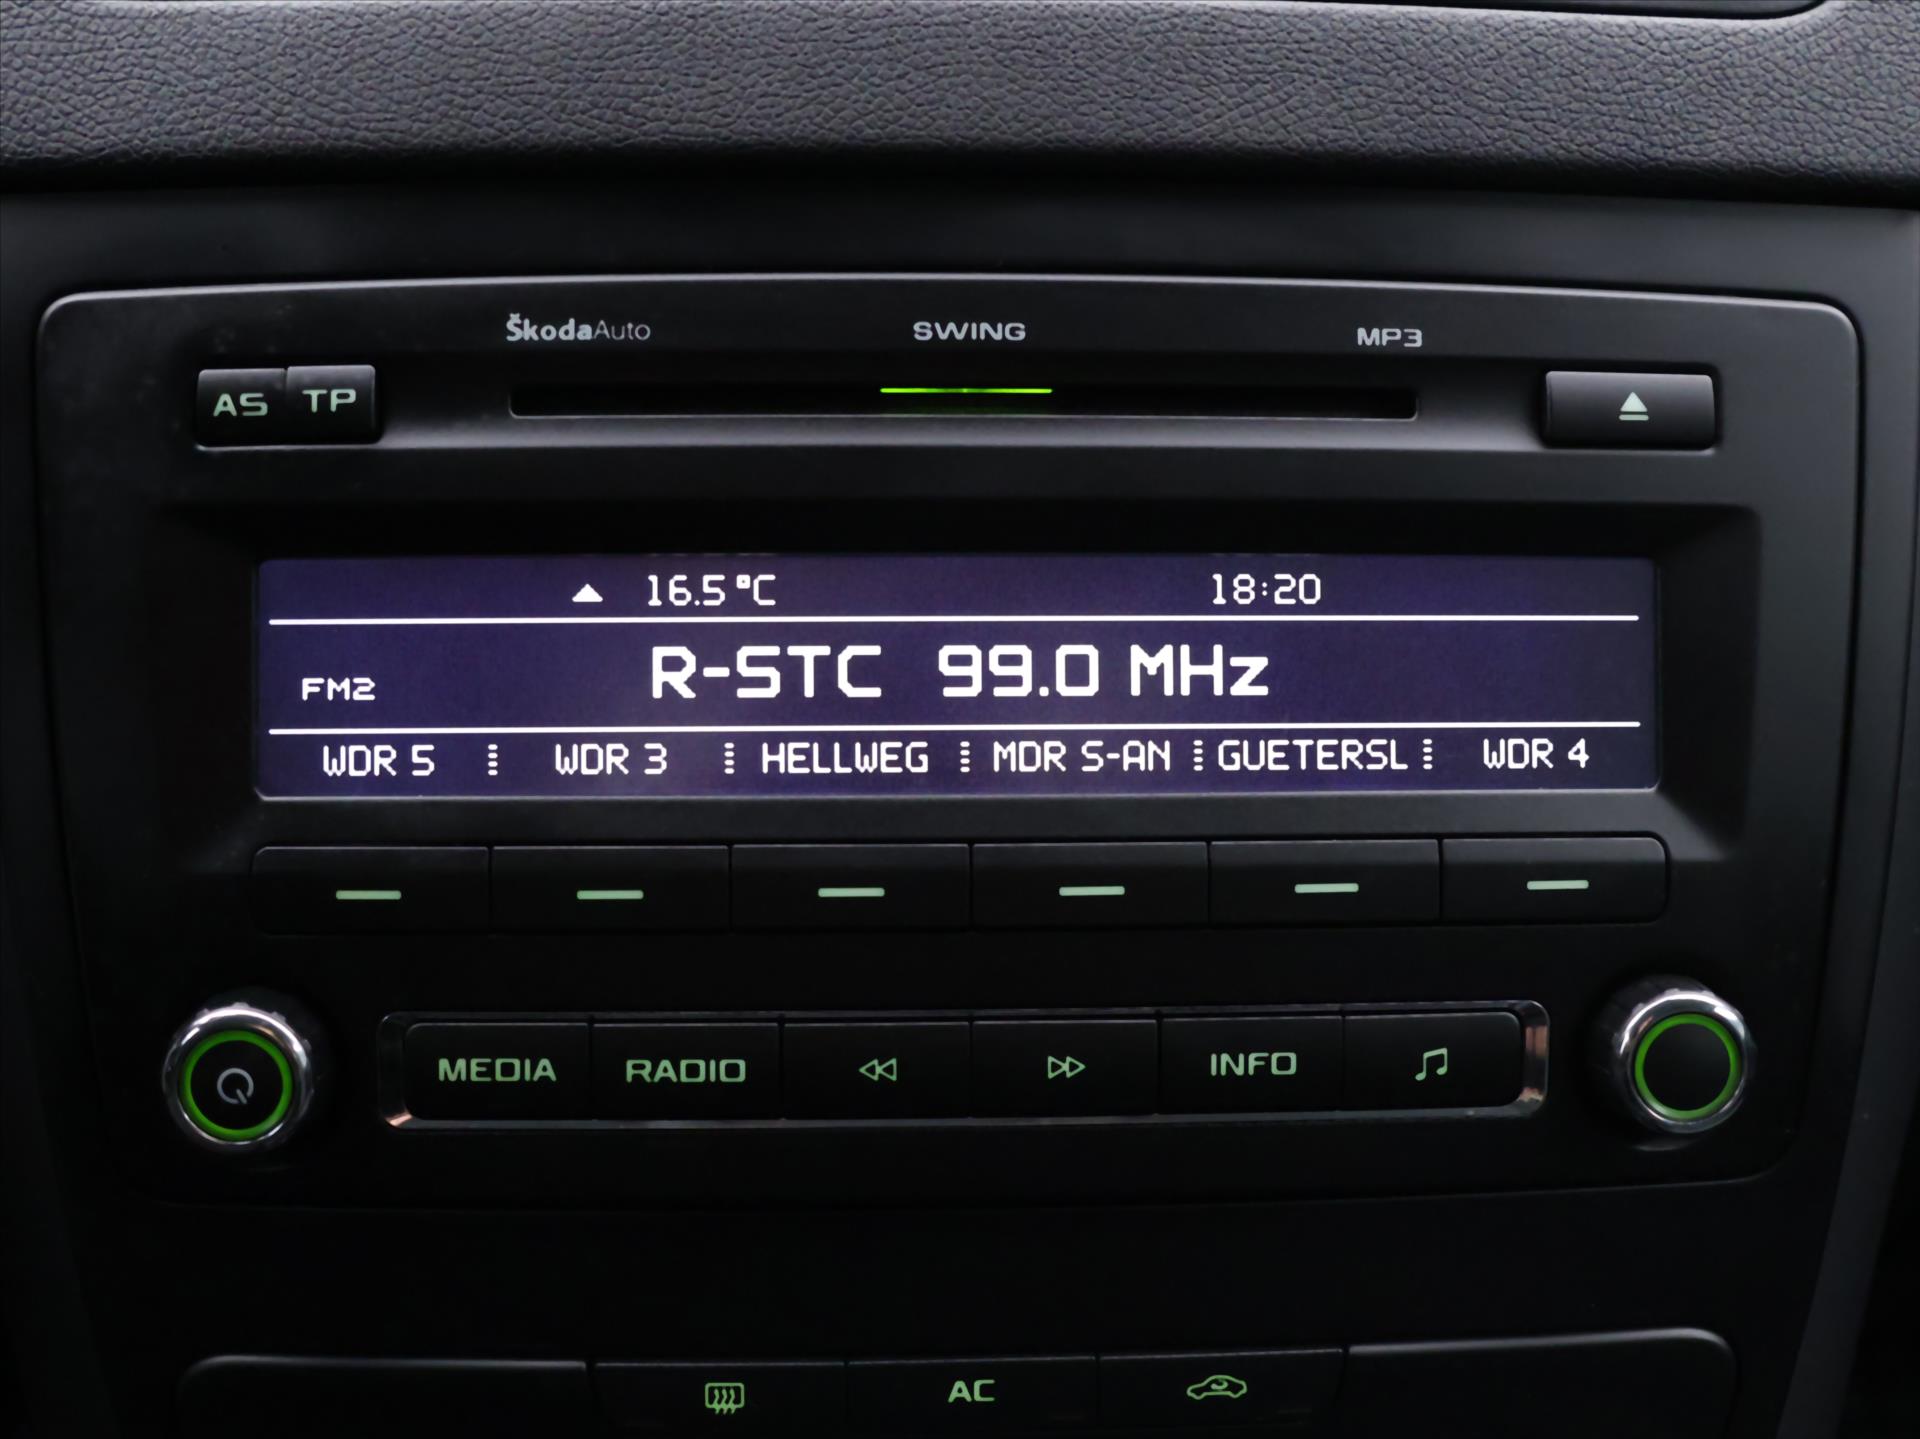 ŠkodaAuto SWING MP3
AS TP
16.5°C 18:20
FM2 R-STC 99.0 MHz
WDR 5 WDR 3 HELLWEG MDR S-AN GUETERSL WDR 4
MEDIA RADIO INFO
AC